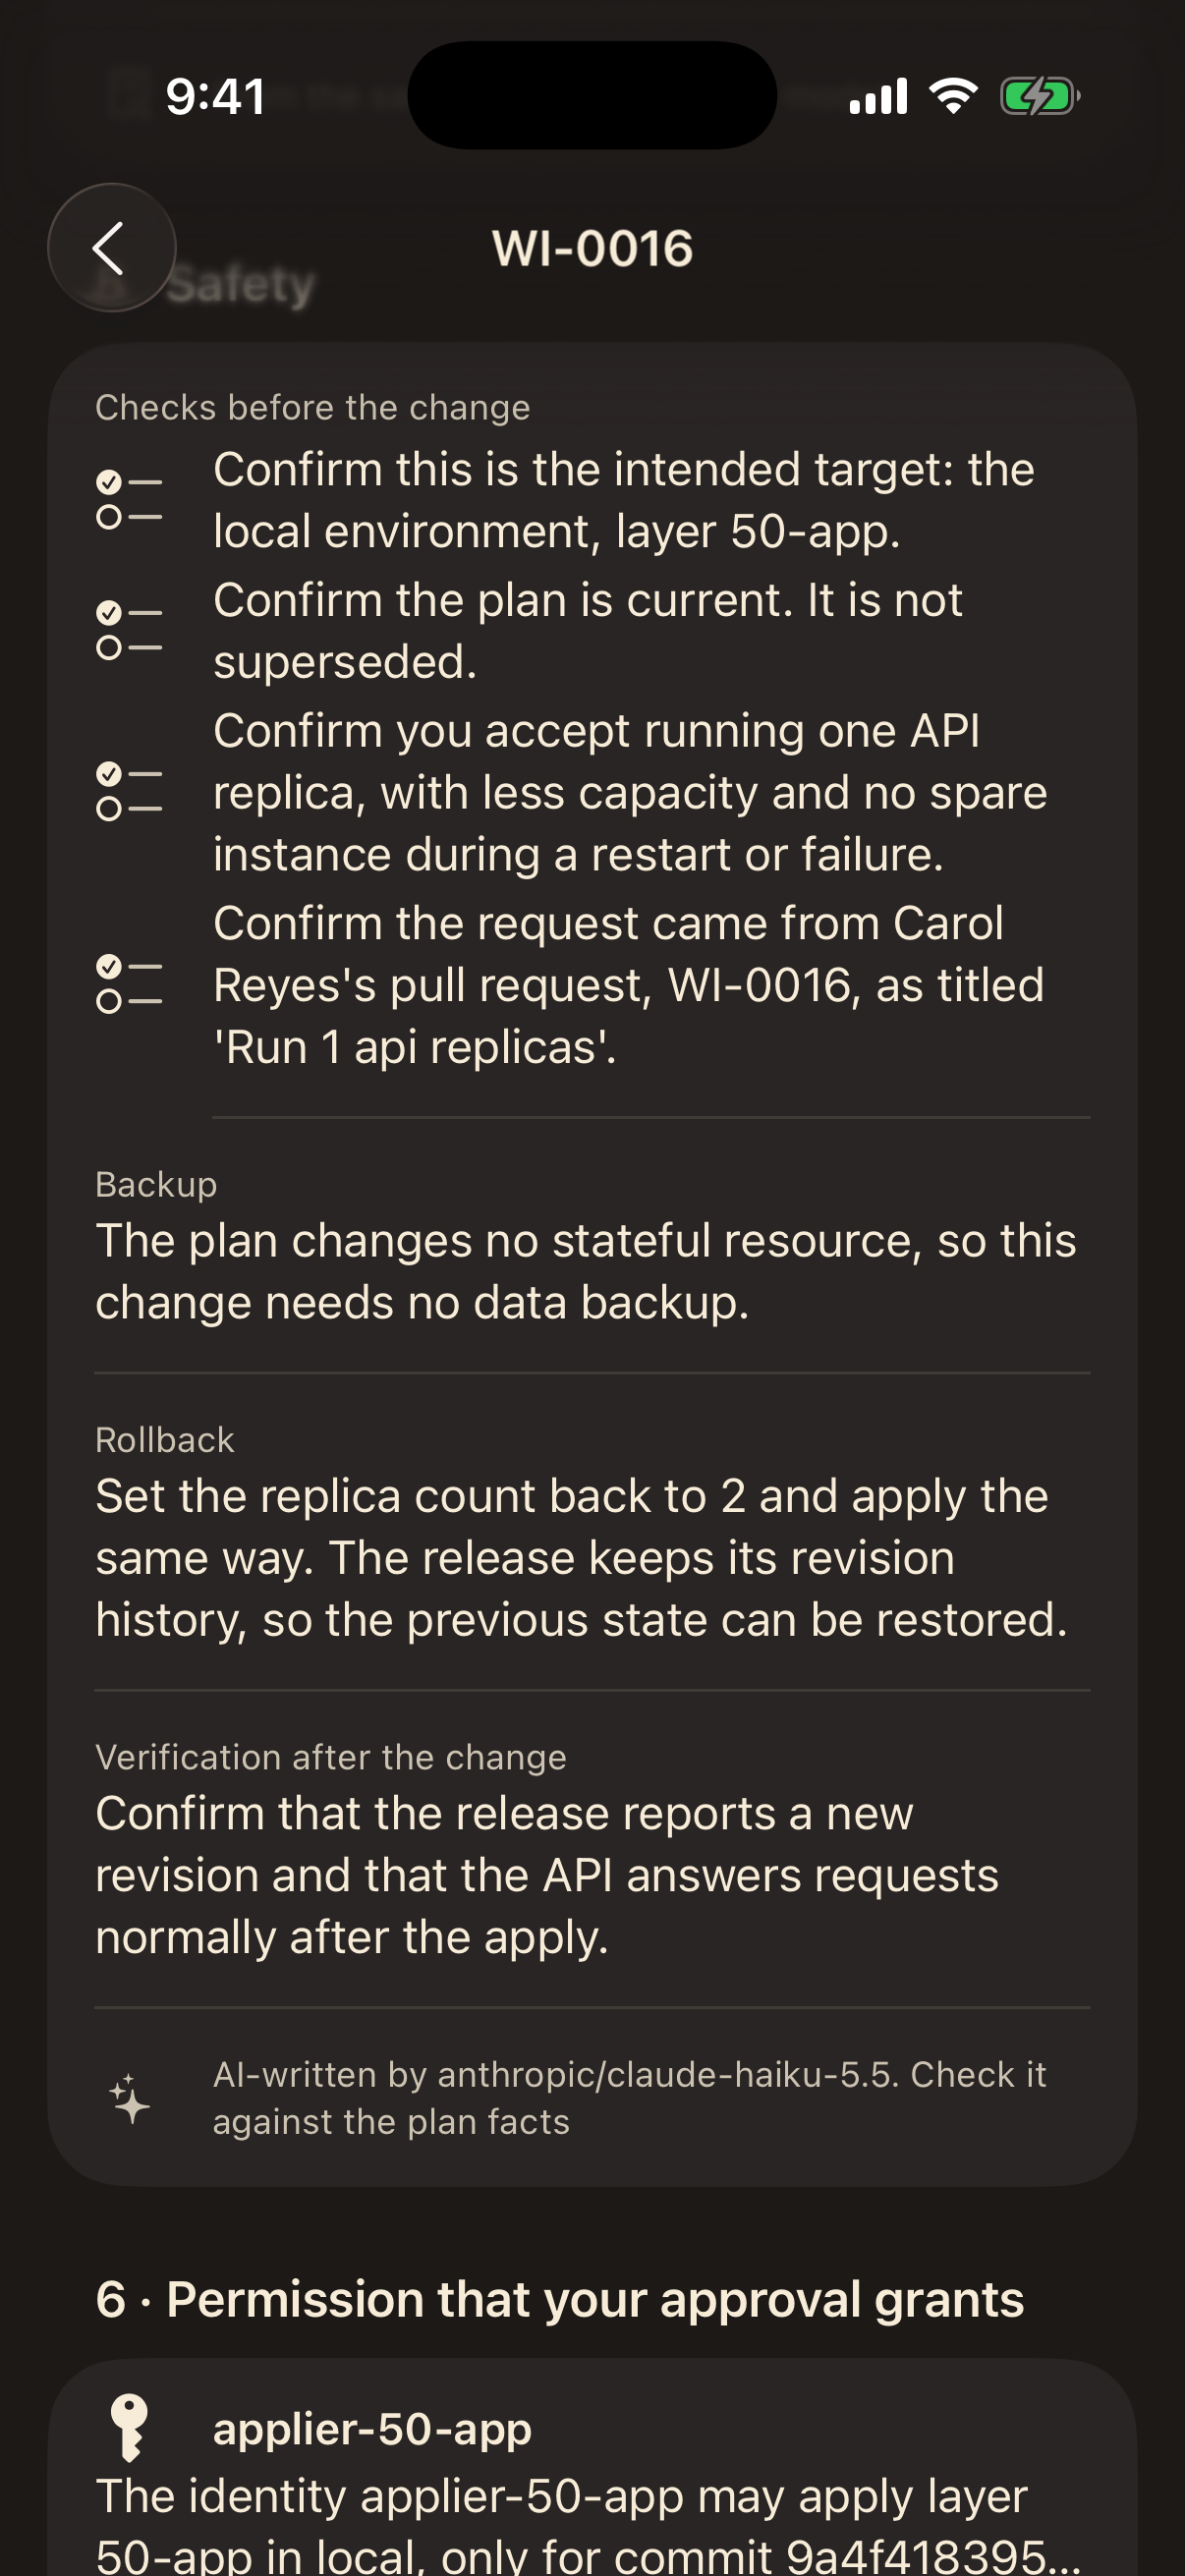 9:41
WI-0016
Safety
Checks before the change
Confirm this is the intended target: the
local environment, layer 50-app.
Confirm the plan is current. It is not
superseded.
Confirm you accept running one API
replica, with less capacity and no spare
instance during a restart or failure.
Confirm the request came from Carol
Reyes's pull request, WI-0016, as titled
'Run 1 api replicas'.
Backup
The plan changes no stateful resource, so this
change needs no data backup.
Rollback
Set the replica count back to 2 and apply the
same way. The release keeps its revision
history, so the previous state can be restored.
Verification after the change
Confirm that the release reports a new
revision and that the API answers requests
normally after the apply.
AI-written by anthropic/claude-haiku-5.5. Check it
against the plan facts
6 · Permission that your approval grants
applier-50-app
The identity applier-50-app may apply layer
50-app in local, only for commit 9a4f418395...